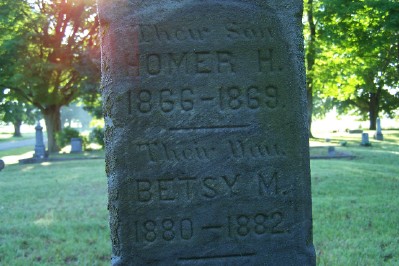 Their Son
HOMER H.
1866-1869.
Their Dau.
BETSY M.
1880-1882.